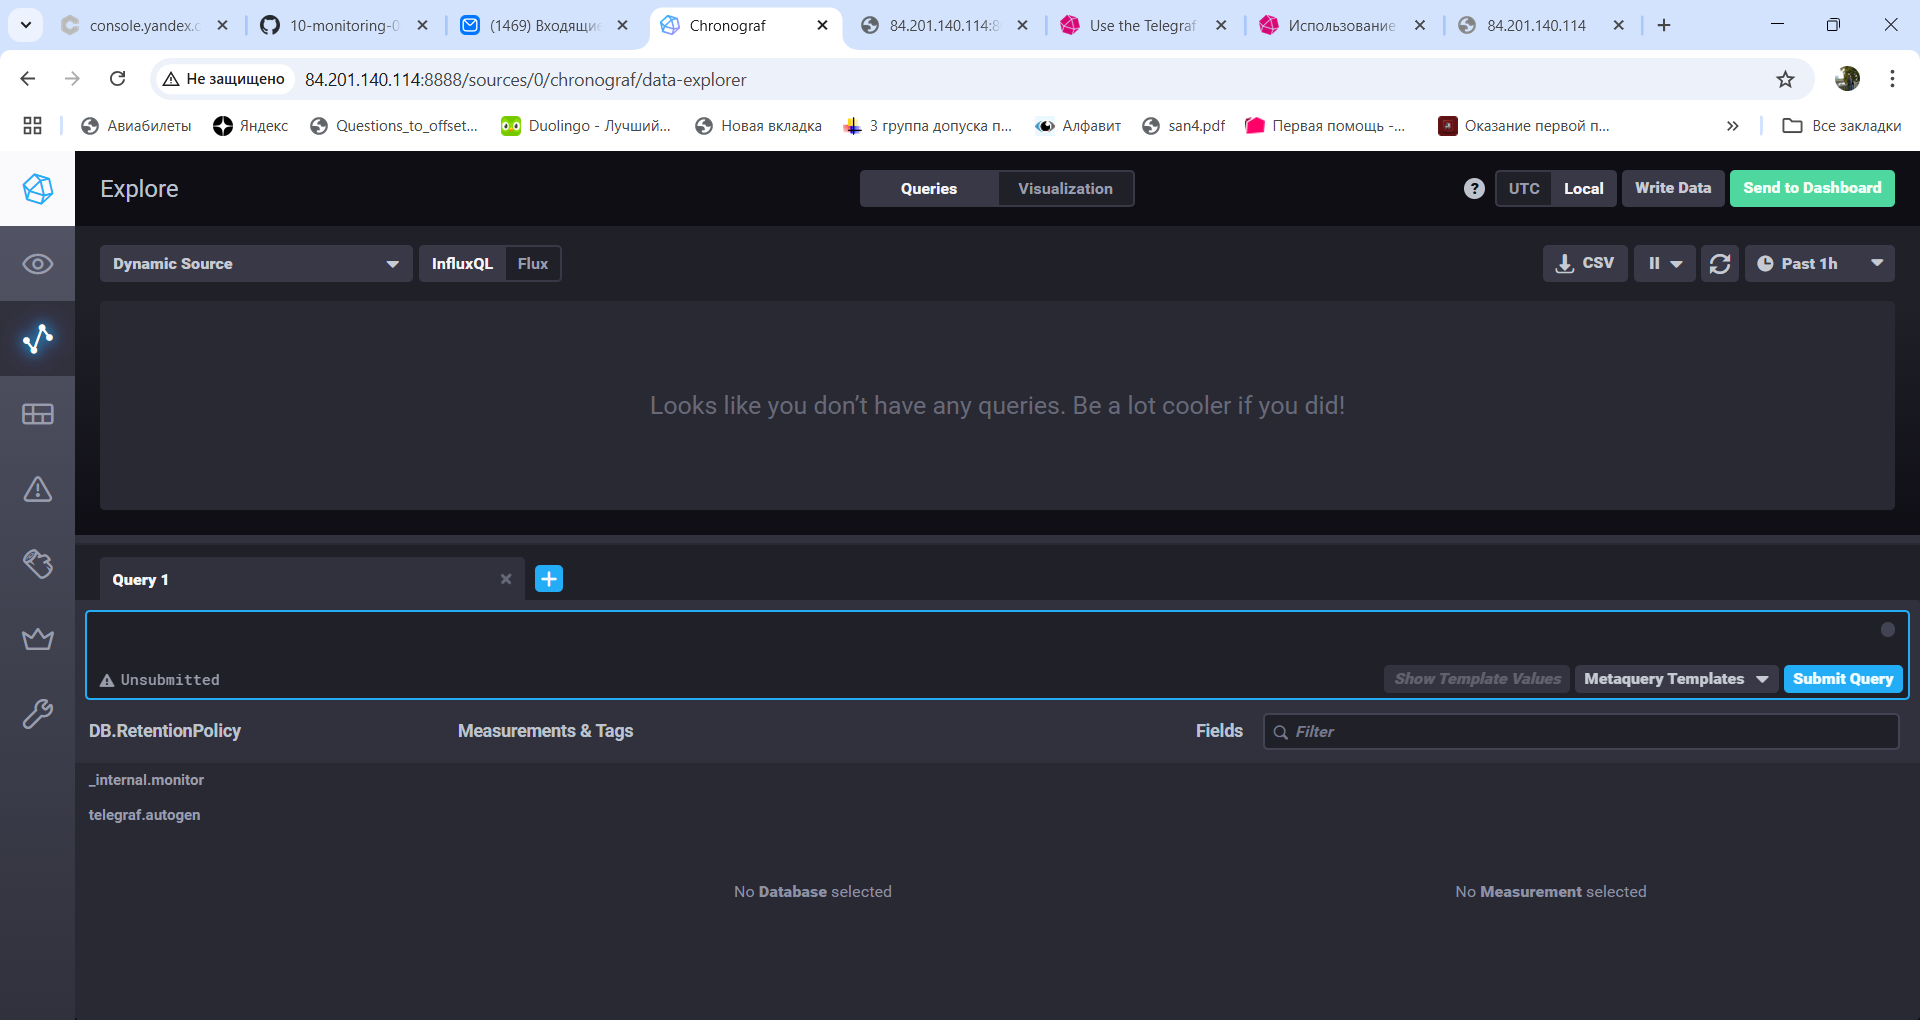 console.yandex.c
10-monitoring-0
(1469) Входящие
Chronograf
84.201.140.114:8
Use the Telegraf
Использование
84.201.140.114
Не защищено
84.201.140.114:8888/sources/0/chronograf/data-explorer
Авиабилеты
Яндекс
Questions_to_offset...
Duolingo - Лучший...
Новая вкладка
3 группа допуска п...
Алфавит
san4.pdf
Первая помощь -...
Оказание первой п...
Все закладки
Explore
Queries
Visualization
?
UTC
Local
Write Data
Send to Dashboard
Dynamic Source
InfluxQL
Flux
CSV
Past 1h
Looks like you don’t have any queries. Be a lot cooler if you did!
Query 1
Unsubmitted
Show Template Values
Metaquery Templates
Submit Query
DB.RetentionPolicy
Measurements & Tags
Fields
Filter
_internal.monitor
telegraf.autogen
No Database selected
No Measurement selected